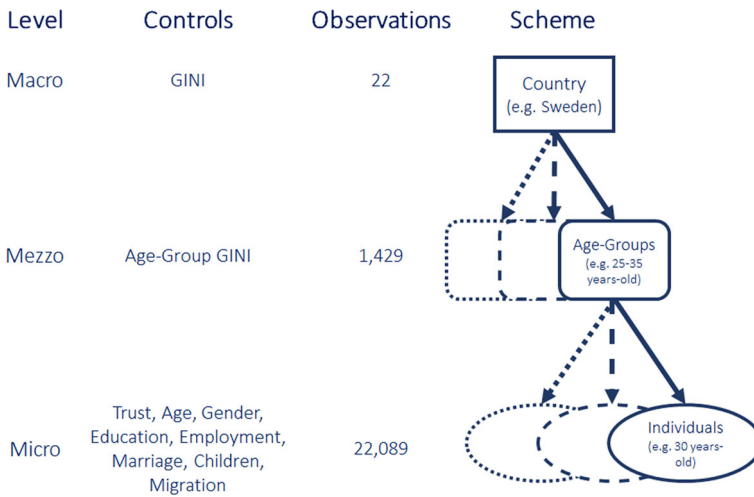 Level Controls Observations Scheme
Macro GINI 22 Country
(e.g. Sweden)
Mezzo Age-Group GINI 1,429 Age-Groups
(e.g. 25-35
years-old)
Micro Trust, Age, Gender,
Education, Employment,
Marriage, Children,
Migration
22,089
Individuals
(e.g. 30 years-
old)